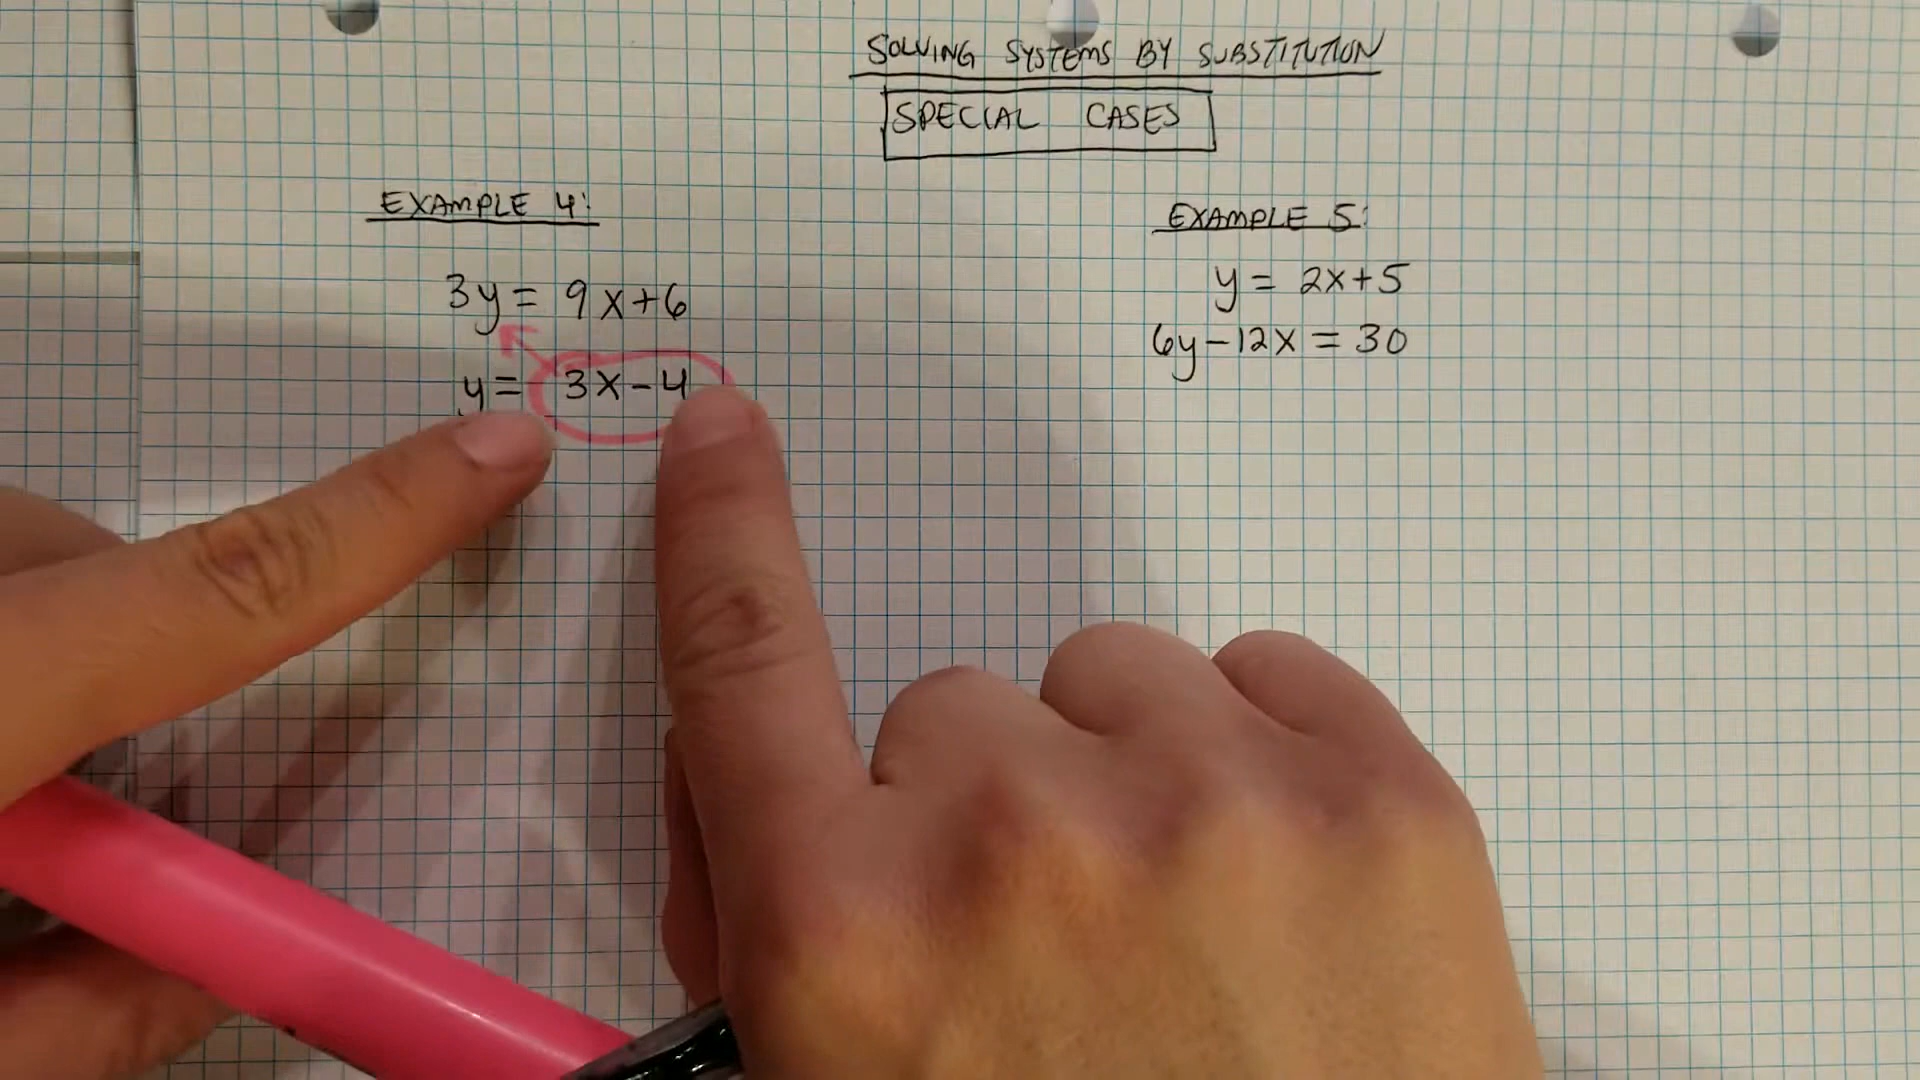 SOLVING SYSTEMS BY SUBSTITUTION
SPECIAL CASES
EXAMPLE 4:
3y = 9x+6
y = 3x-4
EXAMPLE 5:
y = 2x+5
6y-12x = 30